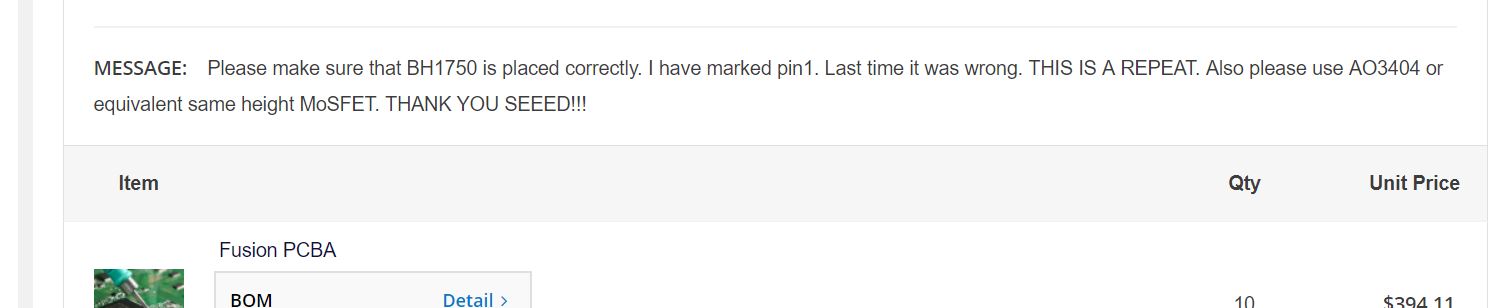 MESSAGE: Please make sure that BH1750 is placed correctly. I have marked pin1. Last time it was wrong. THIS IS A REPEAT. Also please use AO3404 or
equivalent same height MoSFET. THANK YOU SEEED!!!
Item Qty Unit Price
Fusion PCBA
BOM Detail > 10 $394.11